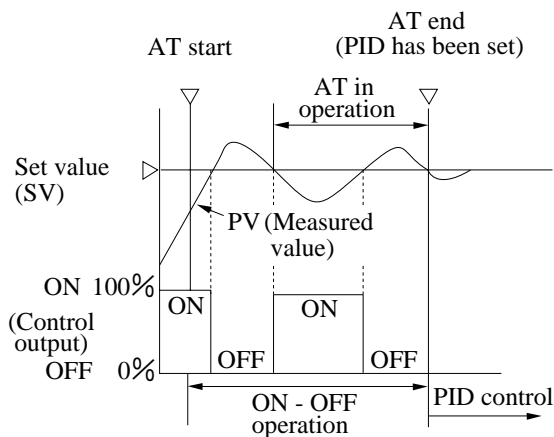 AT end
(PID has been set)
AT start
AT in
operation
Set value
(SV)
PV (Measured
value)
ON 100%
ON
ON
(Control
output)
OFF
OFF
OFF 0%
ON - OFF
operation
PID control